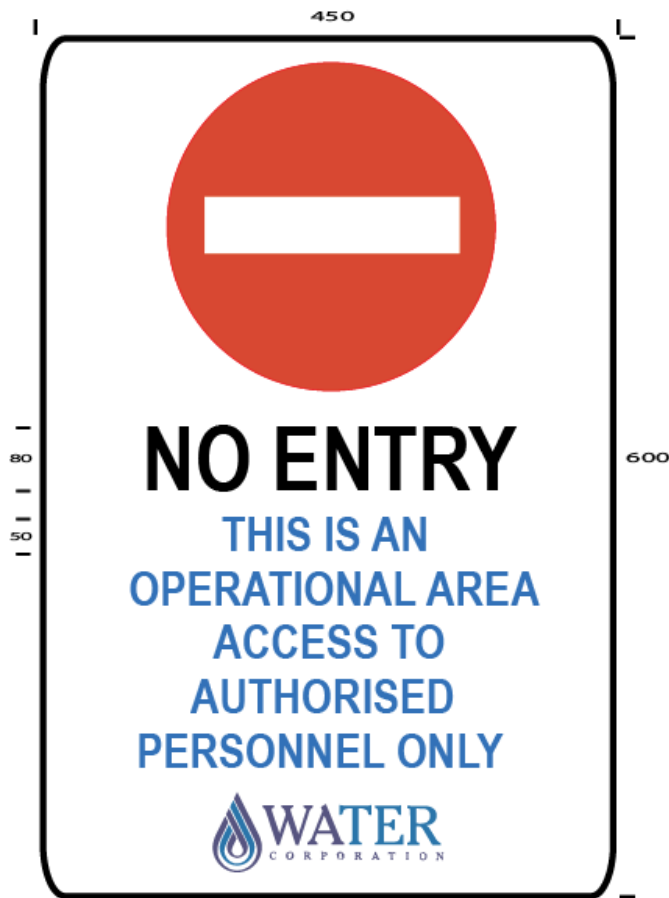 450
NO ENTRY
80
600
THIS IS AN
50
OPERATIONAL AREA
ACCESS TO
AUTHORISED
PERSONNEL ONLY
WATER
CORPORATION